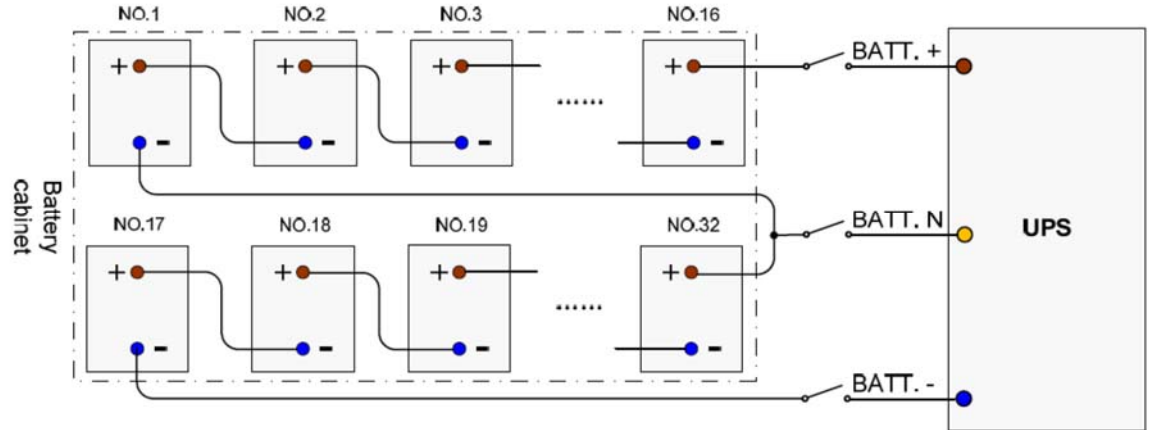 NO.1 NO.2 NO.3 NO.16
+ + + ...... + BATT. +
- - - -
Battery
cabinet
NO.17 NO.18 NO.19 NO.32 BATT. N UPS
+ + + ...... +
- - - - BATT. -